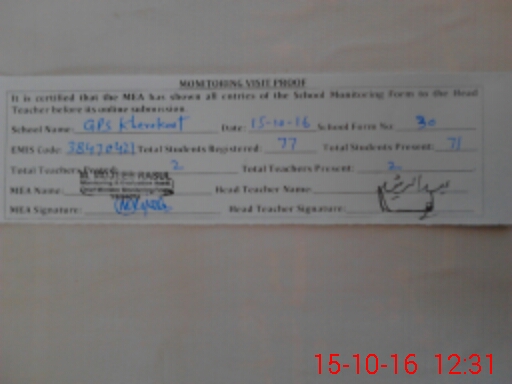 MONITORING VISIT PROOF
It is certified that the MEA has shown all entries of the School Monitoring Form to the Head
Teacher before its online submission.
School Name: GPS Date: 15-10-16 School Form No: 30
EMIS Code: 38470421 Total Students Registered: 77 Total Students Present: 71
Total Teachers Posted: 2 Total Teachers Present: 2
MEA Name: Head Teacher Name:
MEA Signature: Head Teacher Signature:
15-10-16 12:31